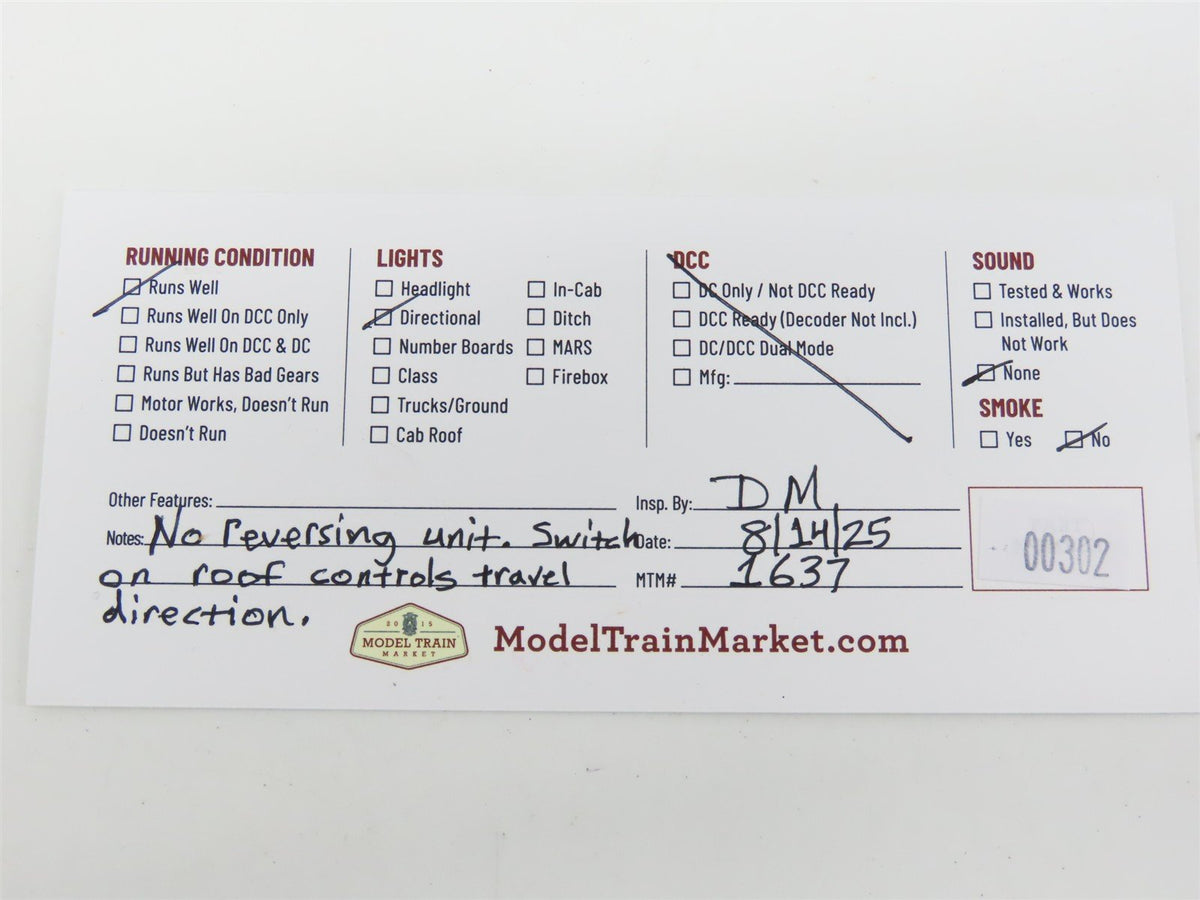 RUNNING CONDITION
Runs Well
Runs Well On DCC Only
Runs Well On DCC & DC
Runs But Has Bad Gears
Motor Works, Doesn't Run
Doesn't Run
LIGHTS
Headlight
Directional
Number Boards
Class
Trucks/Ground
Cab Roof
In-Cab
Ditch
MARS
Firebox
DCC
DC Only / Not DCC Ready
DCC Ready (Decoder Not Incl.)
DC/DCC Dual Mode
Mfg:
SOUND
Tested & Works
Installed, But Does
Not Work
None
SMOKE
Yes No
Other Features:
Notes: No reversing unit. Switch
on roof controls travel
direction.
Insp. By: DM
Date: 8/14/25
MTM# 1637
00302
2015
MODEL TRAIN
MARKET
ModelTrainMarket.com